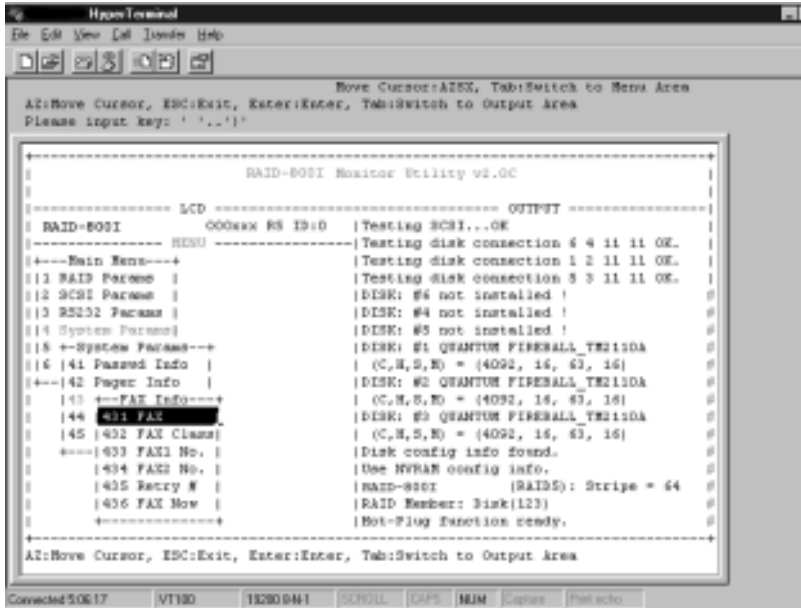 HyperTerminal
File Edit View Call Transfer Help
Move Cursor:AZSX, Tab:Switch to Menu Area
AZ:Move Cursor, ESC:Exit, Enter:Enter, Tab:Switch to Output Area
Please input key: ' '..')'
RAID-800I Monitor Utility v2.0C
LCD OUTPUT
RAID-800I 000xxx R5 ID:0 |Testing SCSI...OK
MENU |Testing disk connection 6 4 11 11 OK.
+---Main Menu---+ |Testing disk connection 1 2 11 11 OK.
||1 RAID Params | |Testing disk connection 5 3 11 11 OK.
||2 SCSI Params | |DISK: #6 not installed !
||3 RS232 Params | |DISK: #4 not installed !
||4 System Params| |DISK: #5 not installed !
||5 +-System Params--+ |DISK: #1 QUANTUM FIREBALL_TM2110A
||6 |41 Passwd Info | | (C,H,S,M) = (4092, 16, 63, 16)
|+--|42 Pager Info | |DISK: #2 QUANTUM FIREBALL_TM2110A
|43 +---FAX Info----+ | (C,H,S,M) = (4092, 16, 63, 16)
|44 |431 FAX |DISK: #3 QUANTUM FIREBALL_TM2110A
|45 |432 FAX Class| | (C,H,S,M) = (4092, 16, 63, 16)
+---|433 FAX1 No. | |Disk config info found.
|434 FAX2 No. | |Use NVRAM config info.
|435 Retry # | |RAID-800I (RAID5): Stripe = 64
|436 FAX Now | |RAID Member: Disk(123)
|Hot-Plug function ready.
AZ:Move Cursor, ESC:Exit, Enter:Enter, Tab:Switch to Output Area
Connected 5:06:17 VT100 19200 8-N-1 SCROLL CAPS NUM Capture Print echo